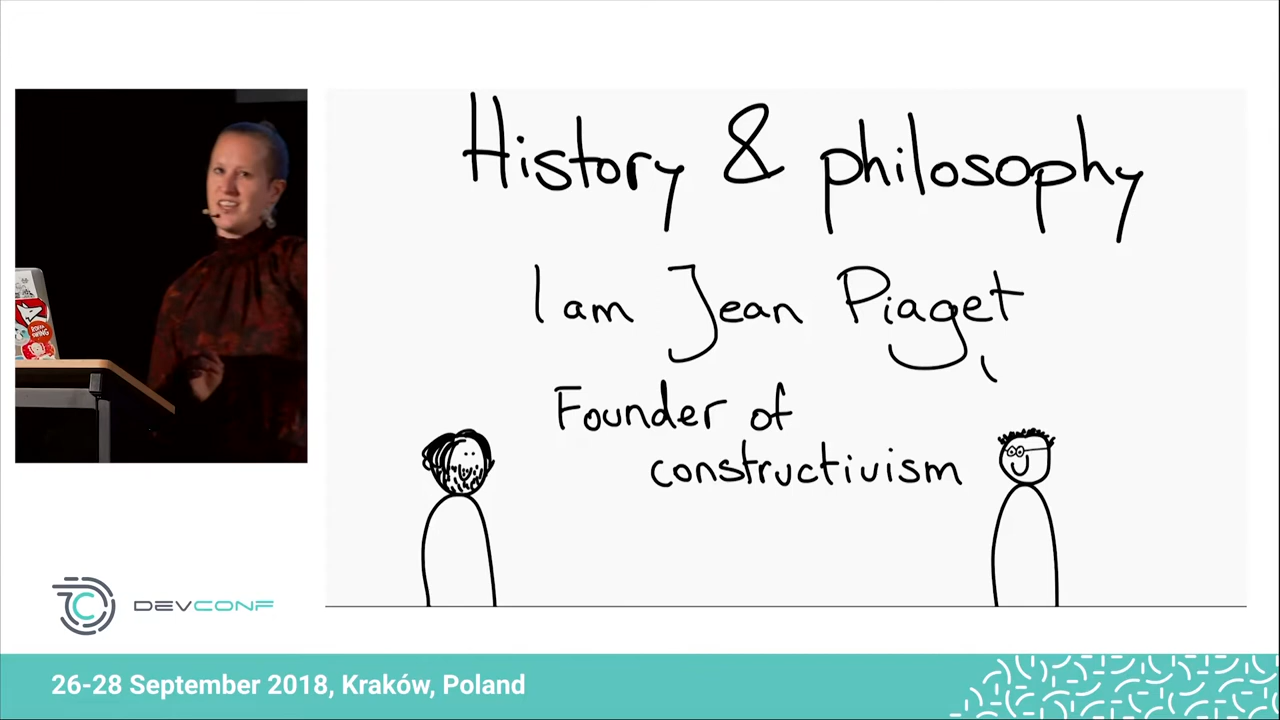 History & philosophy
I am Jean Piaget
Founder of
constructivism
DEVCONF
26-28 September 2018, Kraków, Poland